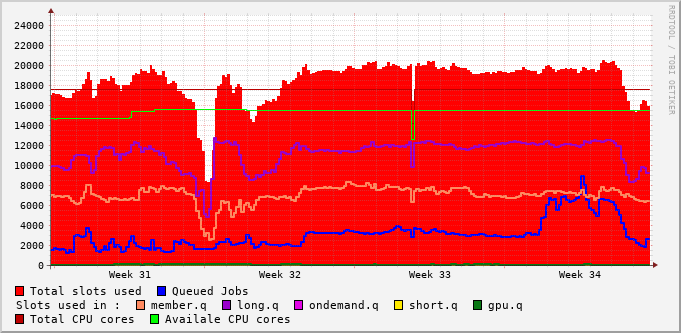 RRDTOOL / TOBI OETIKER
24000
22000
20000
18000
16000
14000
12000
10000
8000
6000
4000
2000
0
Week 31 Week 32 Week 33 Week 34
Total slots used Queued Jobs
Slots used in : member.q long.q ondemand.q short.q gpu.q
Total CPU cores Availale CPU cores